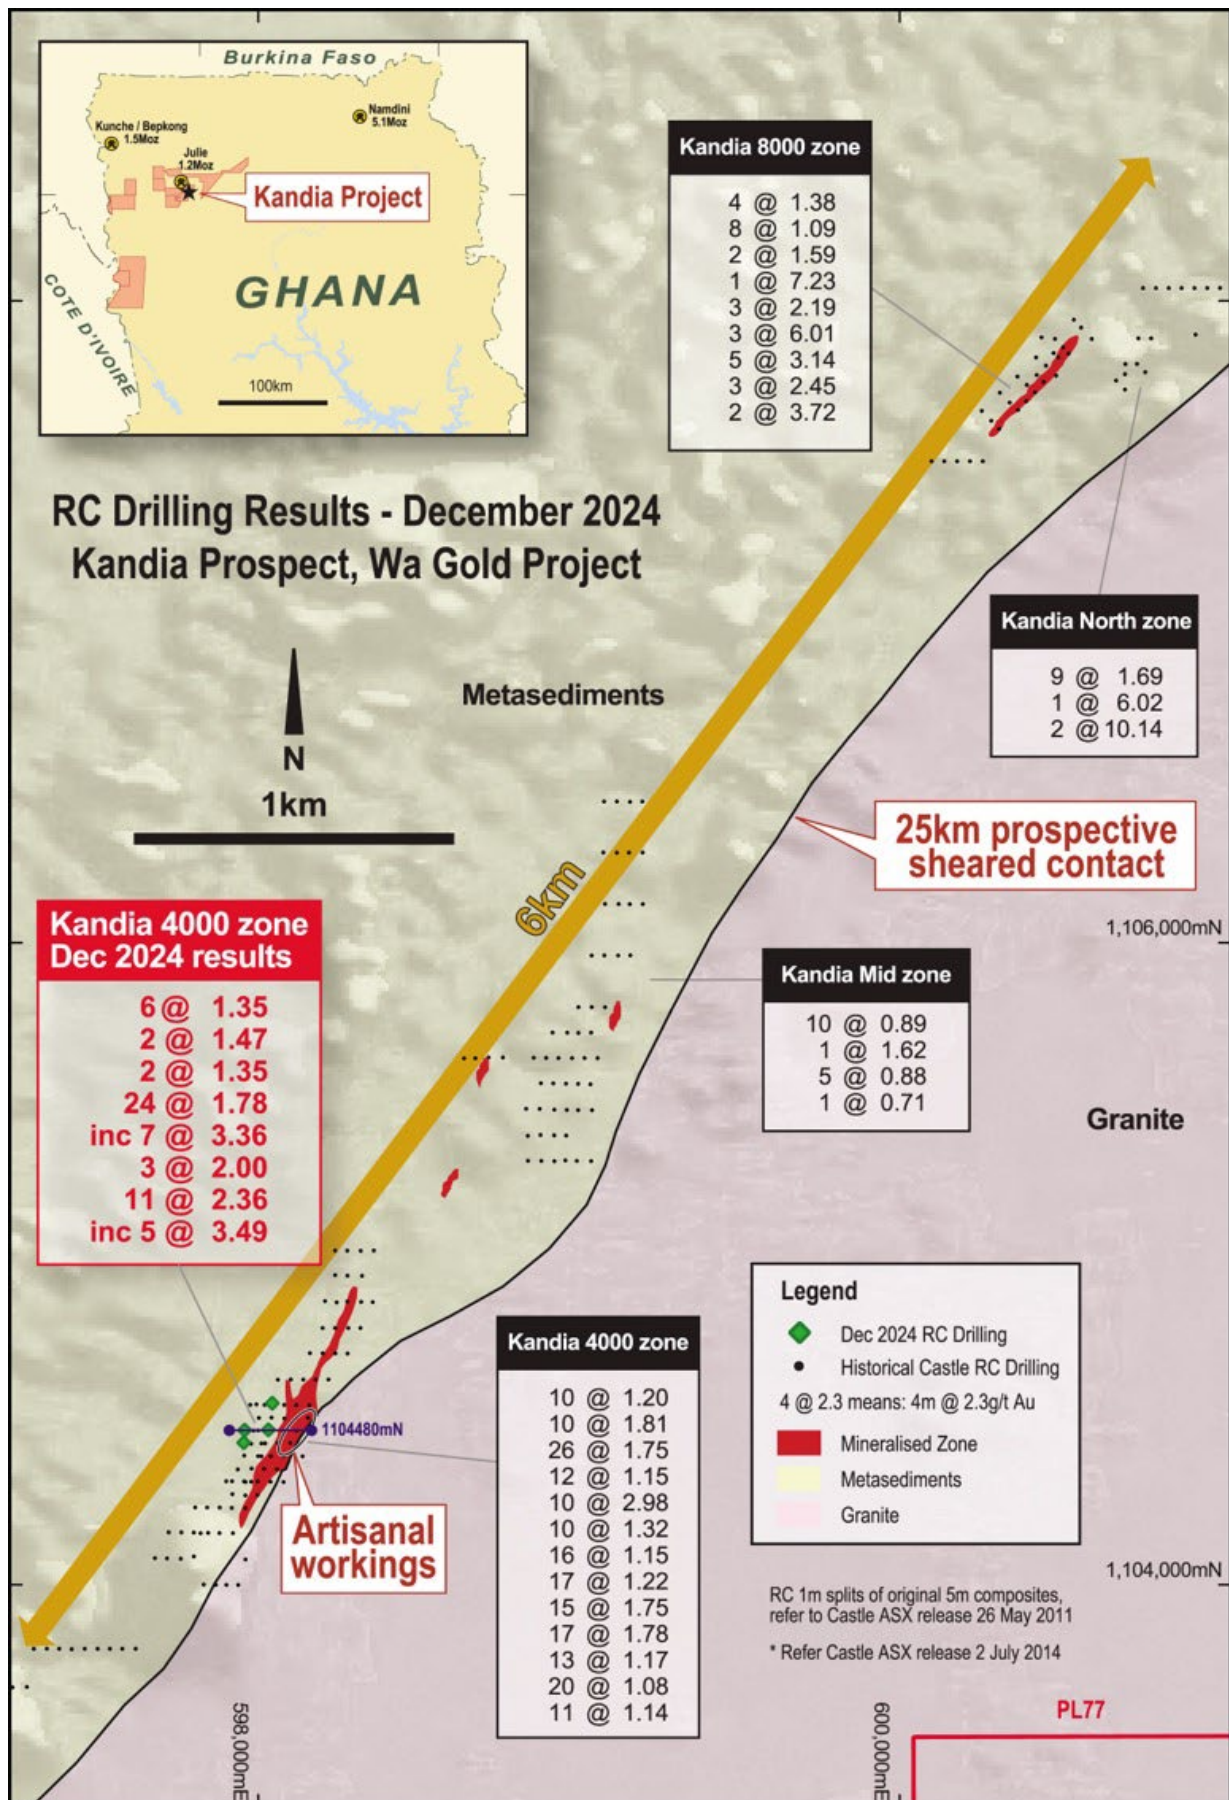 Burkina Faso
Namdini
5.1Moz
Kunche / Bepkong
1.5Moz
Julie
1.2Moz
Kandia Project
GHANA
COTE D'IVOIRE
100km
Kandia 8000 zone
4 @ 1.38
8 @ 1.09
2 @ 1.59
1 @ 7.23
3 @ 2.19
3 @ 6.01
5 @ 3.14
3 @ 2.45
2 @ 3.72
RC Drilling Results - December 2024
Kandia Prospect, Wa Gold Project
Kandia North zone
9 @ 1.69
1 @ 6.02
2 @ 10.14
Metasediments
N
1km
25km prospective
sheared contact
6km
Kandia 4000 zone
Dec 2024 results
6 @ 1.35
2 @ 1.47
2 @ 1.35
24 @ 1.78
inc 7 @ 3.36
3 @ 2.00
11 @ 2.36
inc 5 @ 3.49
1,106,000mN
Kandia Mid zone
10 @ 0.89
1 @ 1.62
5 @ 0.88
1 @ 0.71
Granite
Legend
Dec 2024 RC Drilling
Historical Castle RC Drilling
4 @ 2.3 means: 4m @ 2.3g/t Au
Mineralised Zone
Metasediments
Granite
Kandia 4000 zone
10 @ 1.20
10 @ 1.81
26 @ 1.75
12 @ 1.15
10 @ 2.98
10 @ 1.32
16 @ 1.15
17 @ 1.22
15 @ 1.75
17 @ 1.78
13 @ 1.17
20 @ 1.08
11 @ 1.14
1104480mN
Artisanal
workings
1,104,000mN
RC 1m splits of original 5m composites,
refer to Castle ASX release 26 May 2011
* Refer Castle ASX release 2 July 2014
PL77
598,000mE
600,000mE